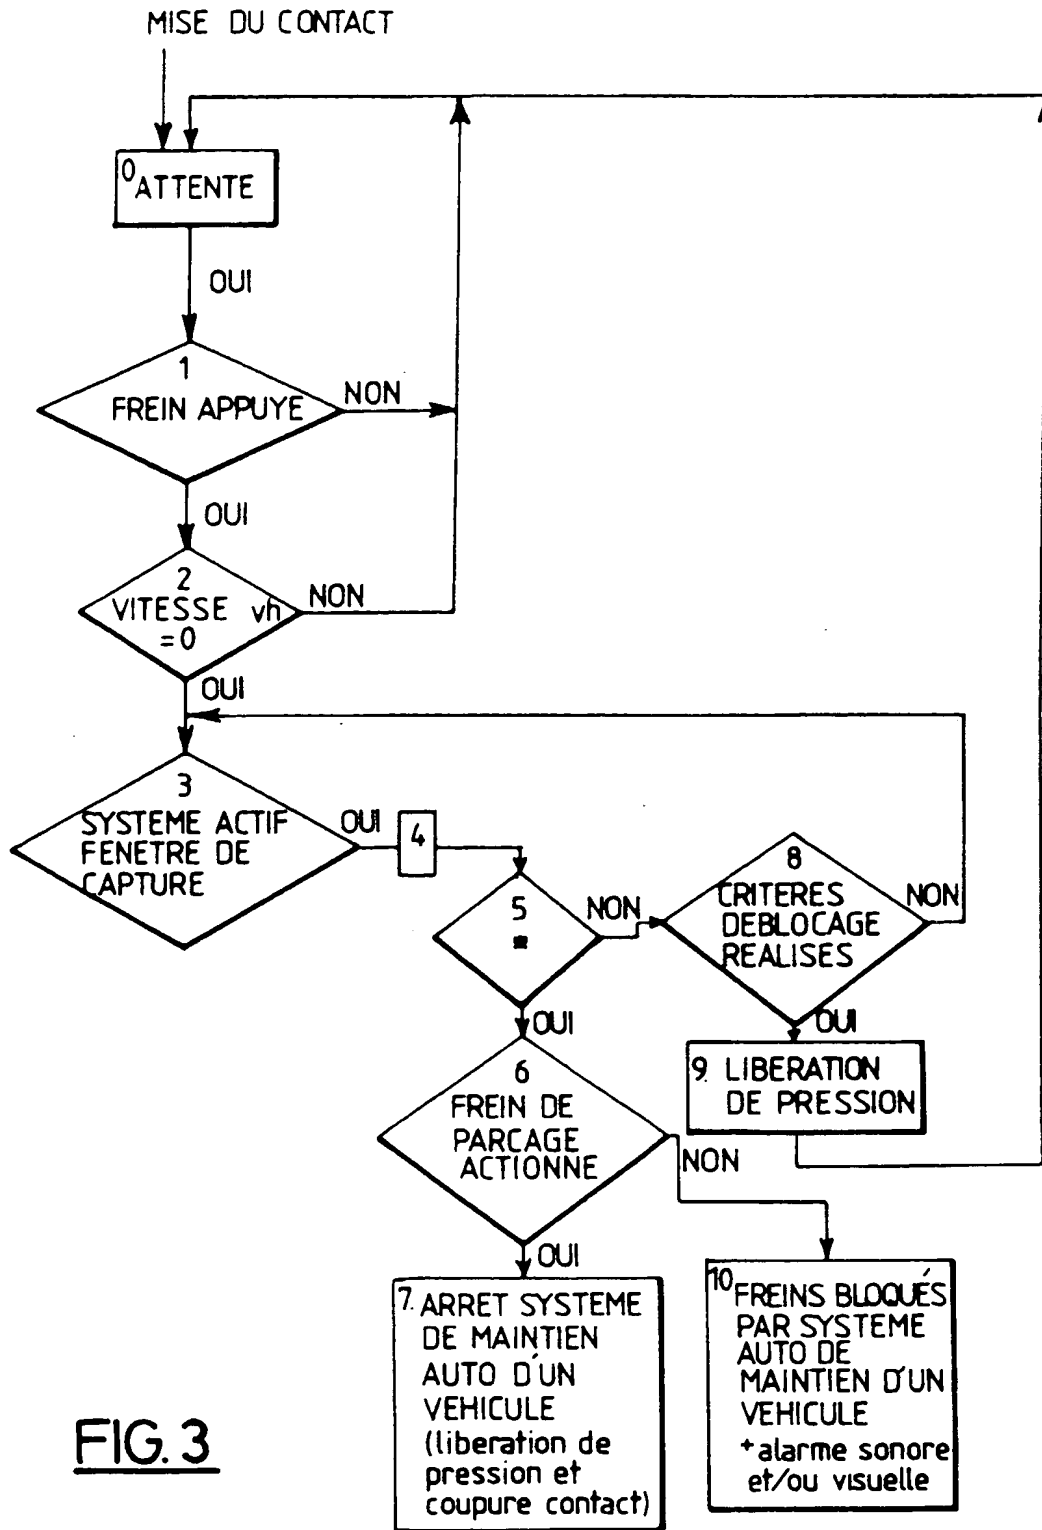 MISE DU CONTACT
0
ATTENTE
OUI
1
FREIN APPUYE
NON
OUI
2
VITESSE vh
=0
NON
OUI
3
SYSTEME ACTIF
FENETRE DE
CAPTURE
OUI
4
5
*
NON
8
CRITERES
DEBLOCAGE
REALISES
NON
OUI
OUI
9. LIBERATION
DE PRESSION
6
FREIN DE
PARCAGE
ACTIONNE
NON
OUI
7. ARRET SYSTEME
DE MAINTIEN
AUTO D'UN
VEHICULE
(liberation de
pression et
coupure contact)
10
FREINS BLOQUÉS
PAR SYSTEME
AUTO DE
MAINTIEN D'UN
VEHICULE
+alarme sonore
et/ou visuelle
FIG.3